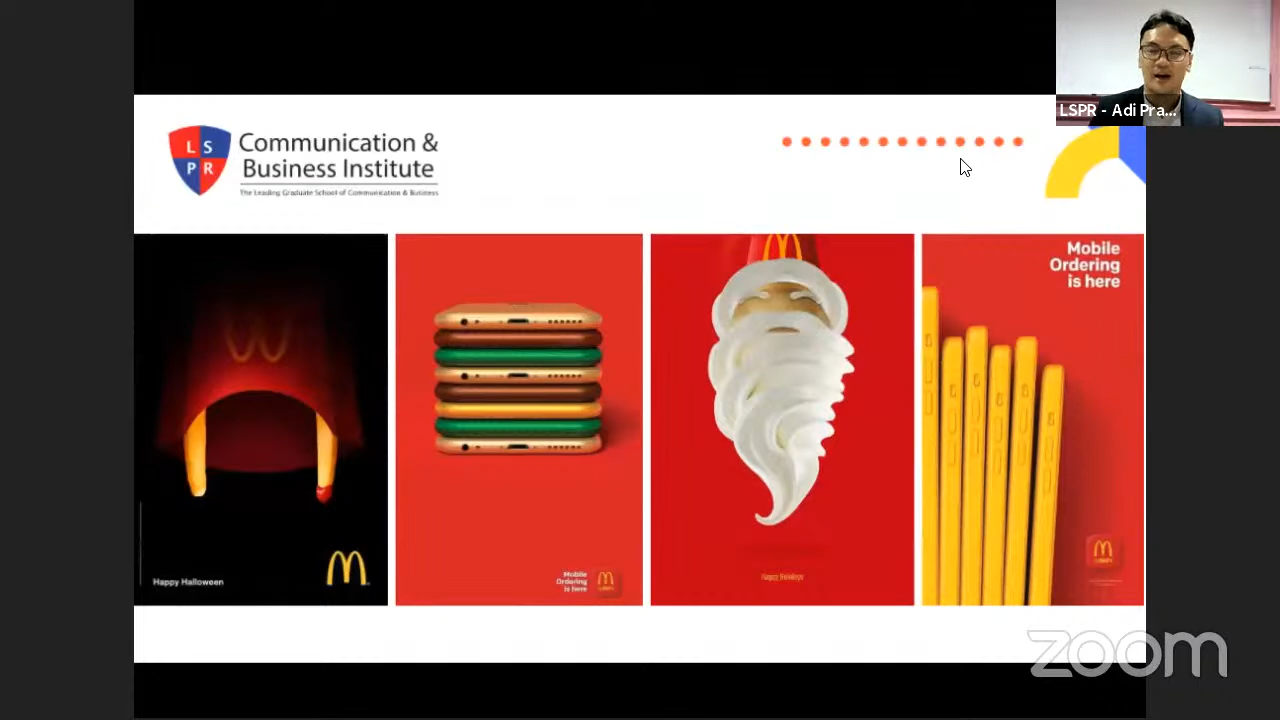 LSPR - Adi Pra...
L S
P R
Communication &
Business Institute
The Leading Graduate School of Communication & Business
Happy Halloween
Mobile
Ordering
is here
Happy Holidays
Mobile
Ordering
is here
zoom